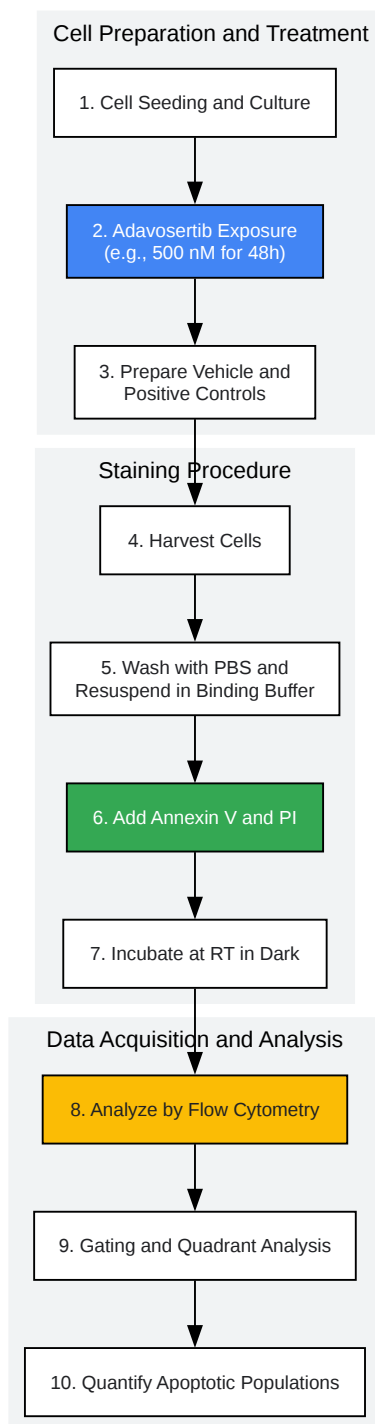 Cell Preparation and Treatment
1. Cell Seeding and Culture
2. Adavosertib Exposure
(e.g., 500 nM for 48h)
3. Prepare Vehicle and
Positive Controls
Staining Procedure
4. Harvest Cells
5. Wash with PBS and
Resuspend in Binding Buffer
6. Add Annexin V and PI
7. Incubate at RT in Dark
Data Acquisition and Analysis
8. Analyze by Flow Cytometry
9. Gating and Quadrant Analysis
10. Quantify Apoptotic Populations